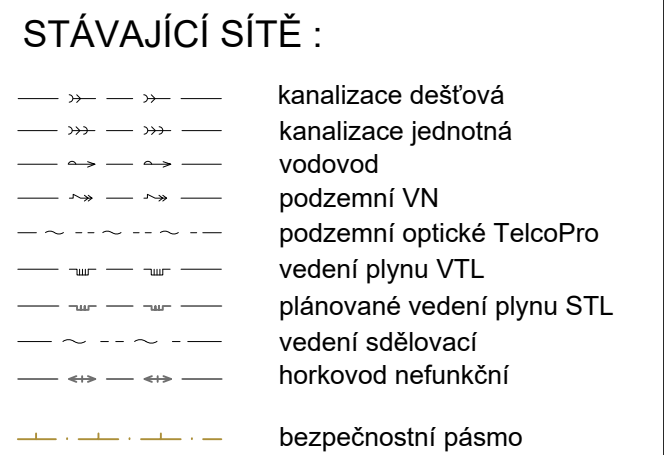 STÁVAJÍCÍ SÍTĚ :
kanalizace dešťová
kanalizace jednotná
vodovod
podzemní VN
podzemní optické TelcoPro
vedení plynu VTL
plánované vedení plynu STL
vedení sdělovací
horkovod nefunkční
bezpečnostní pásmo